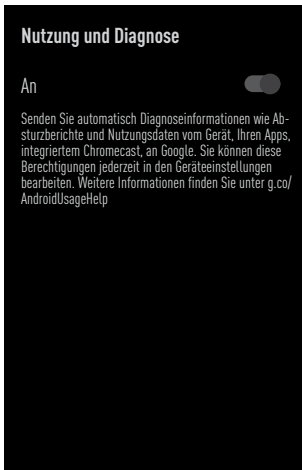 Nutzung und Diagnose
An
Senden Sie automatisch Diagnoseinformationen wie Ab-
sturzberichte und Nutzungsdaten vom Gerät, Ihren Apps,
integriertem Chromecast, an Google. Sie können diese
Berechtigungen jederzeit in den Geräteeinstellungen
bearbeiten. Weitere Informationen finden Sie unter g.co/
AndroidUsageHelp